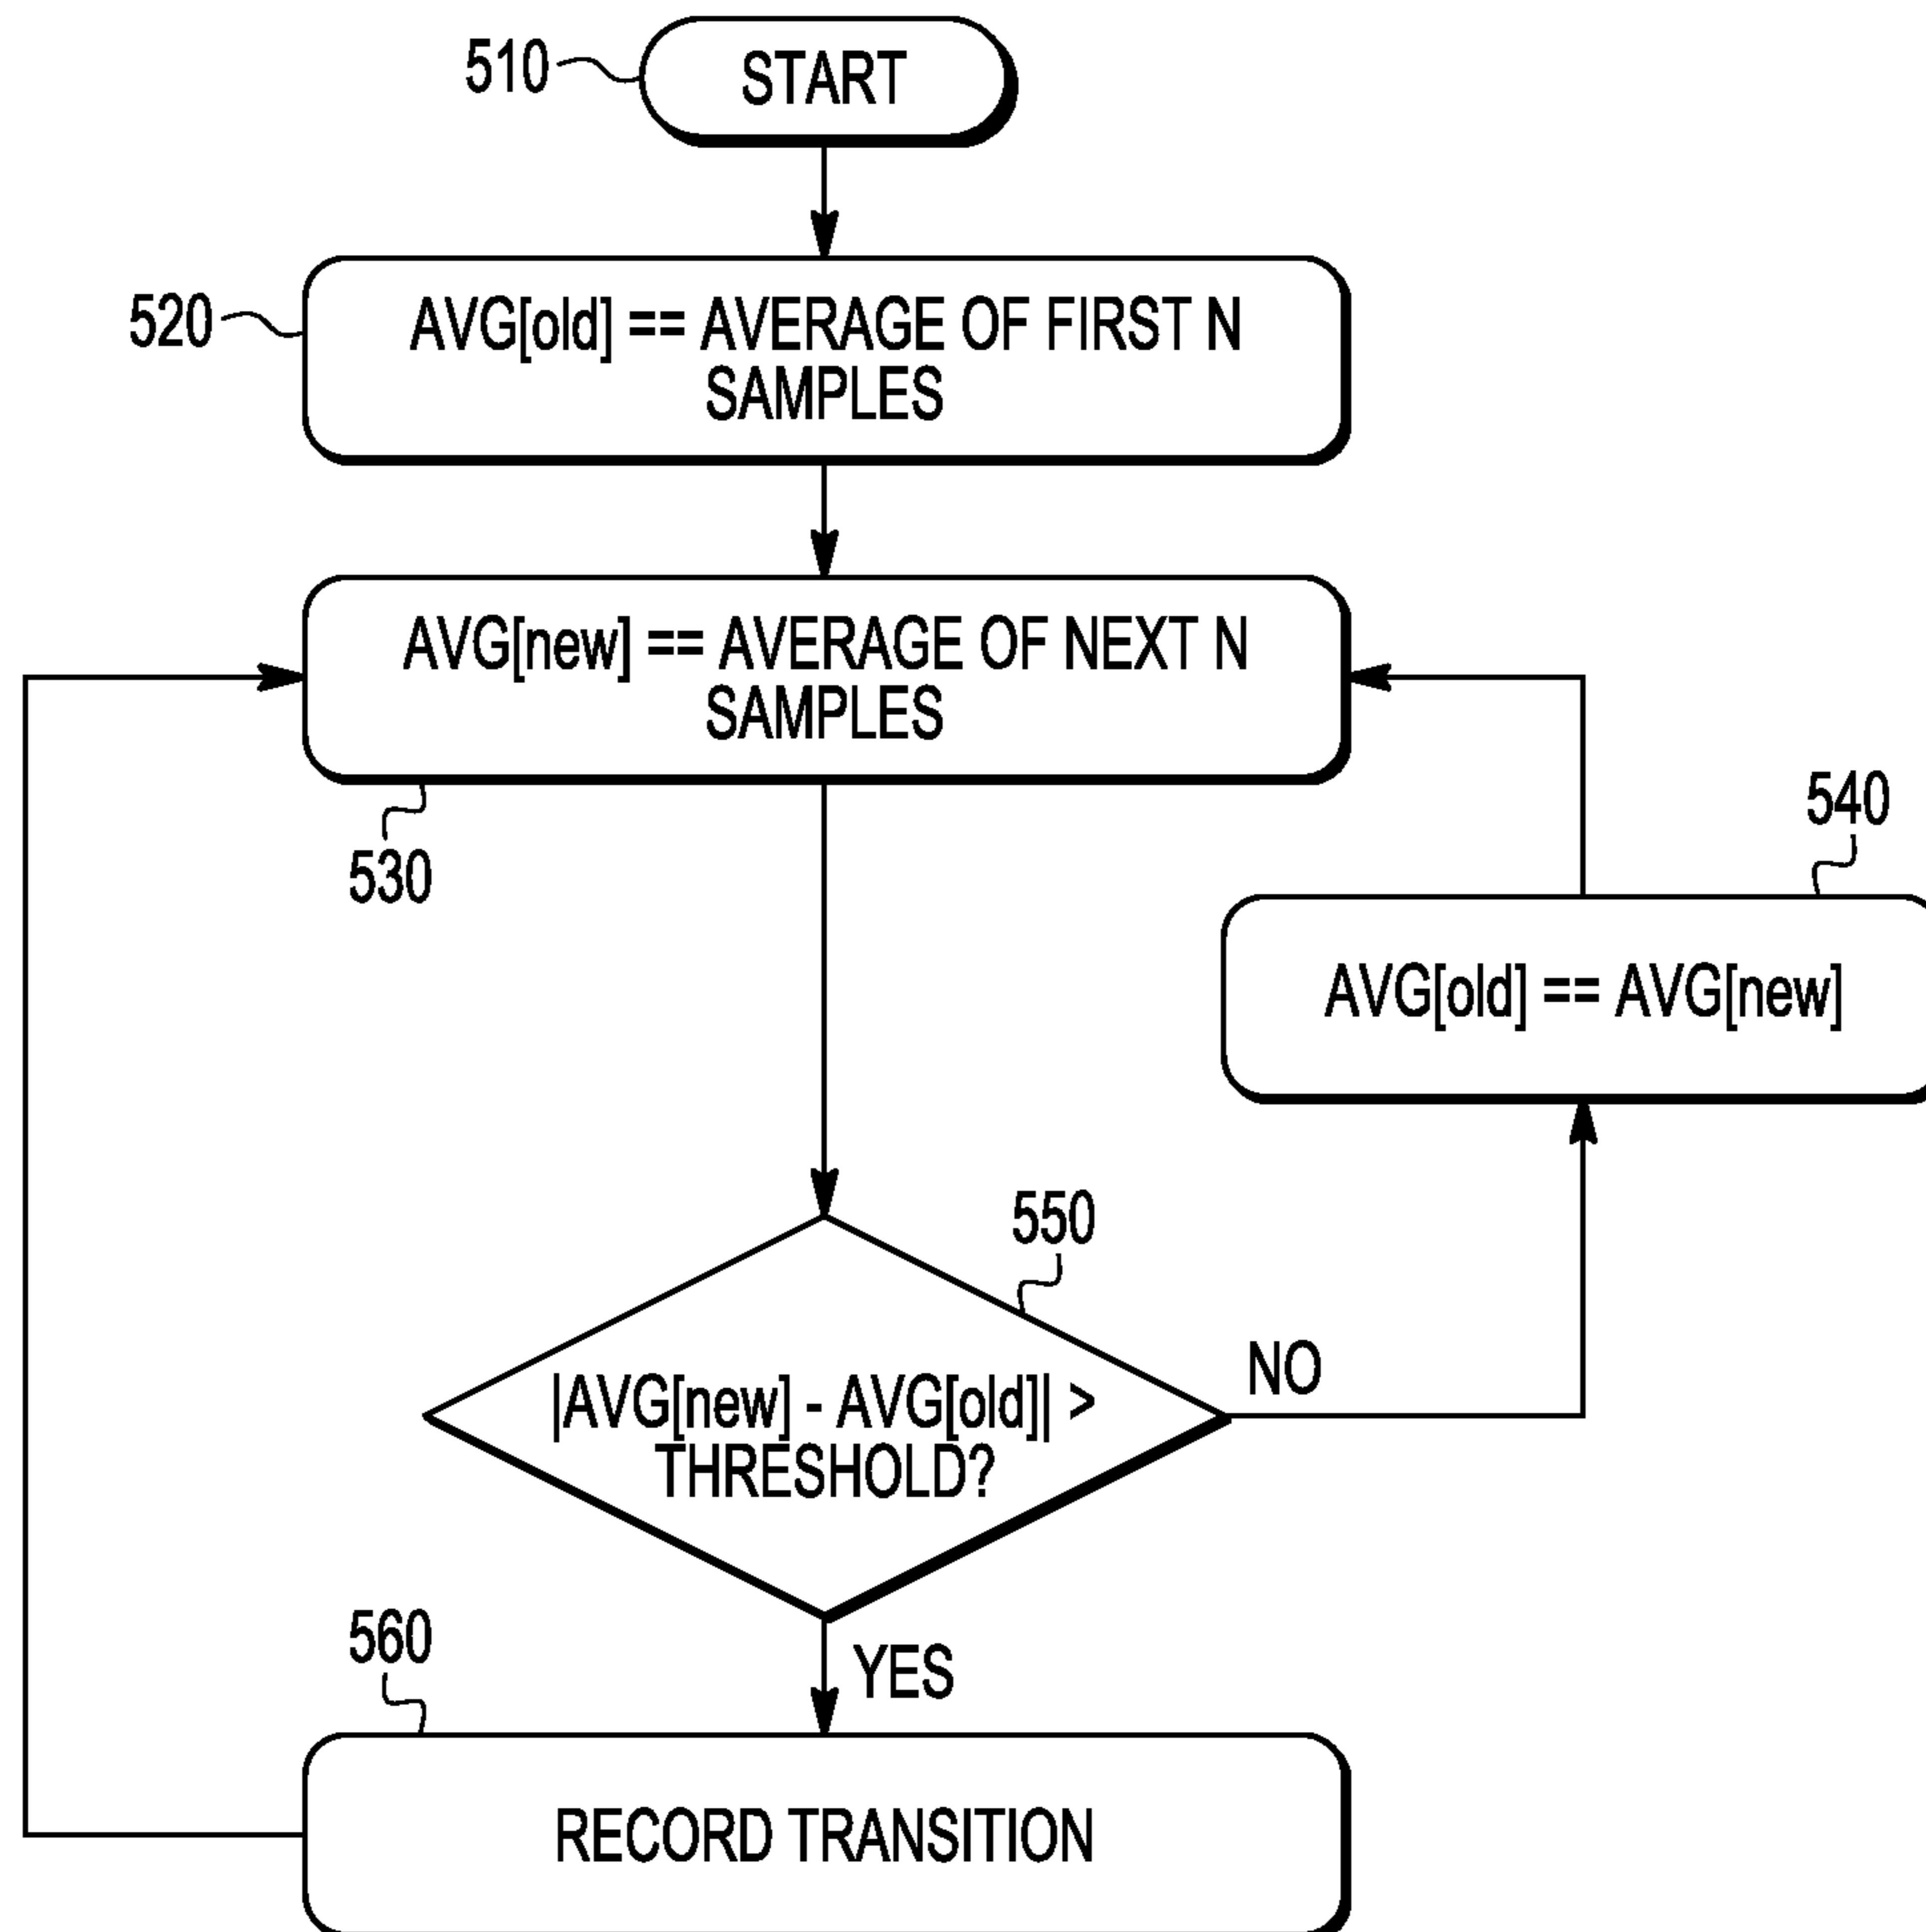 510
START
520
AVG[old] == AVERAGE OF FIRST N
SAMPLES
AVG[new] == AVERAGE OF NEXT N
SAMPLES
530
540
AVG[old] == AVG[new]
550
|AVG[new] - AVG[old]| >
THRESHOLD?
NO
YES
560
RECORD TRANSITION